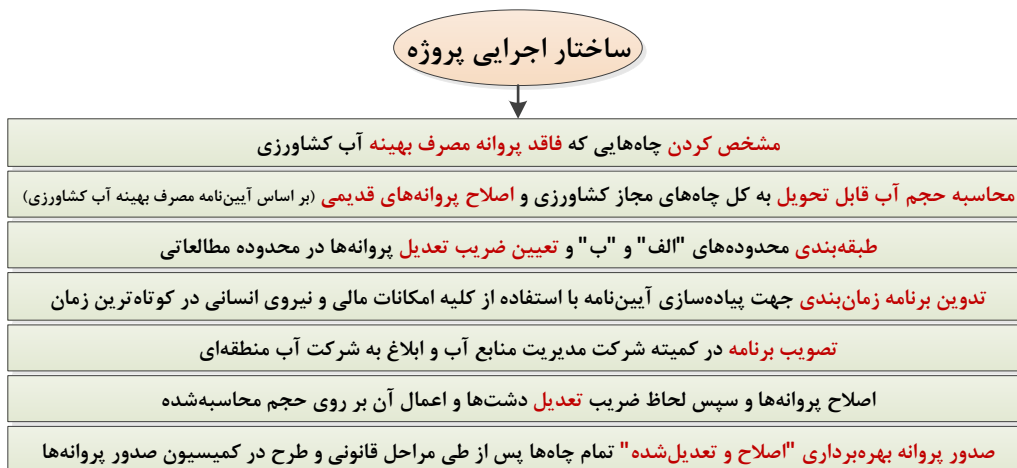 ساختار اجرایی پروژه
مشخص کردن چاه‌هایی که فاقد پروانه مصرف بهینه آب کشاورزی
محاسبه حجم آب قابل تحویل به کل چاه‌های مجاز کشاورزی و اصلاح پروانه‌های قدیمی (بر اساس آیین‌نامه مصرف بهینه آب کشاورزی)
طبقه‌بندی محدوده‌های "الف" و "ب" و تعیین ضریب تعدیل پروانه‌ها در محدوده مطالعاتی
تدوین برنامه زمان‌بندی جهت پیاده‌سازی آیین‌نامه با استفاده از کلیه امکانات مالی و نیروی انسانی در کوتاه‌ترین زمان
تصویب برنامه در کمیته شرکت مدیریت منابع آب و ابلاغ به شرکت آب منطقه‌ای
اصلاح پروانه‌ها و سپس لحاظ ضریب تعدیل دشت‌ها و اعمال آن بر روی حجم محاسبه‌شده
صدور پروانه بهره‌برداری "اصلاح و تعدیل‌شده" تمام چاه‌ها پس از طی مراحل قانونی و طرح در کمیسیون صدور پروانه‌ها